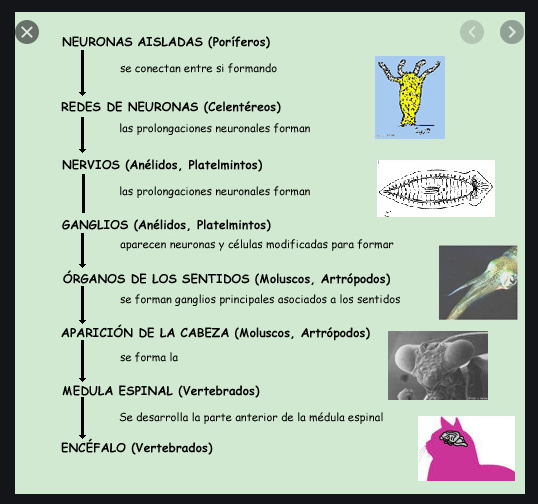 NEURONAS AISLADAS (Poríferos)
se conectan entre si formando
REDES DE NEURONAS (Celentéreos)
las prolongaciones neuronales forman
NERVIOS (Anélidos, Platelmintos)
las prolongaciones neuronales forman
GANGLIOS (Anélidos, Platelmintos)
aparecen neuronas y células modificadas para formar
ÓRGANOS DE LOS SENTIDOS (Moluscos, Artrópodos)
se forman ganglios principales asociados a los sentidos
APARICIÓN DE LA CABEZA (Moluscos, Artrópodos)
se forma la
MEDULA ESPINAL (Vertebrados)
Se desarrolla la parte anterior de la médula espinal
ENCÉFALO (Vertebrados)